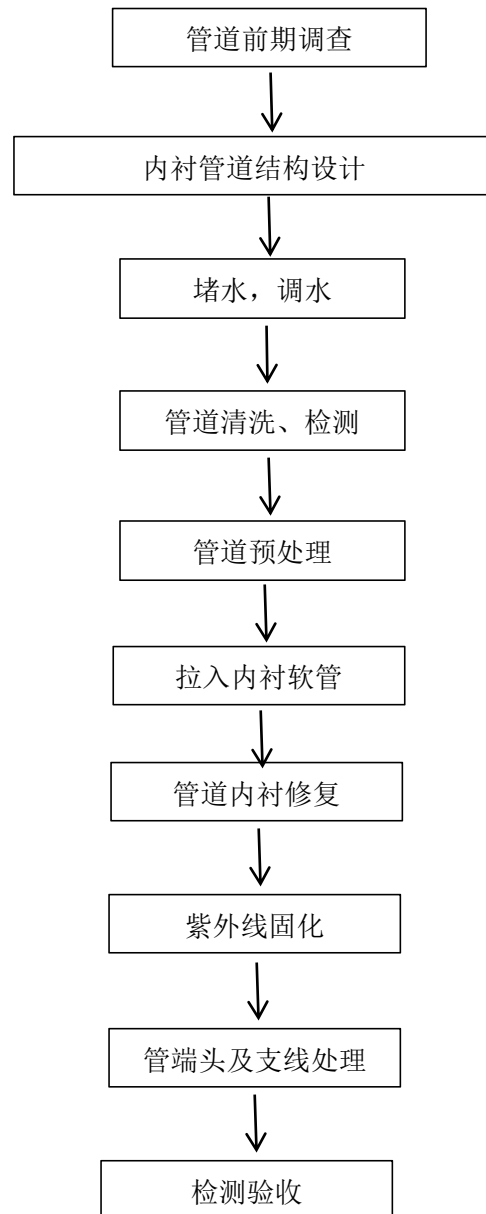 管道前期调查
内衬管道结构设计
堵水，调水
管道清洗、检测
管道预处理
拉入内衬软管
管道内衬修复
紫外线固化
管端头及支线处理
检测验收